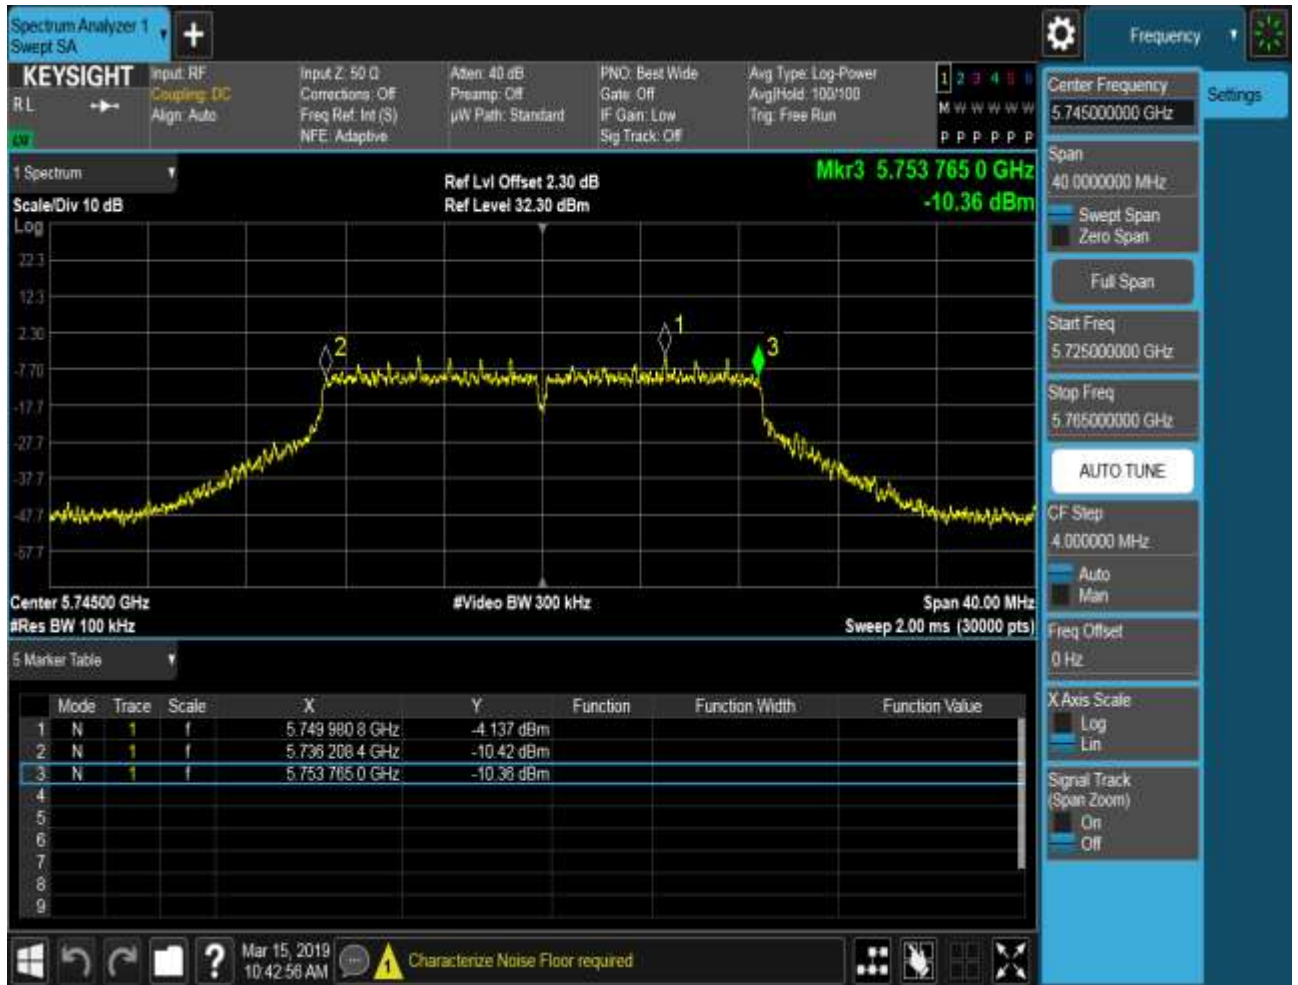 Spectrum Analyzer 1
Swept SA
Frequency
KEYSIGHT
RL
Input: RF
Coupling: DC
Align: Auto
Input Z: 50 Ω
Corrections: Off
Freq Ref: Int (S)
NFE: Adaptive
Atten: 40 dB
Preamp: Off
µW Path: Standard
PNO: Best Wide
Gate: Off
IF Gain: Low
Sig Track: Off
Avg Type: Log-Power
Avg|Hold: 100/100
Trig: Free Run
1 2 3 4 5 6
M W W W W W
P P P P P P
1 Spectrum
Scale/Div 10 dB
Log
Ref Lvl Offset 2.30 dB
Ref Level 32.30 dBm
Mkr3 5.753 765 0 GHz
-10.36 dBm
22.3
12.3
2.30
-7.70
-17.7
-27.7
-37.7
-47.7
-57.7
2
1
3
Center 5.74500 GHz
#Res BW 100 kHz
#Video BW 300 kHz
Span 40.00 MHz
Sweep 2.00 ms (30000 pts)
5 Marker Table
Mode Trace Scale X Y Function Function Width Function Value
1 N 1 f 5.749 980 8 GHz -4.137 dBm
2 N 1 f 5.736 208 4 GHz -10.42 dBm
3 N 1 f 5.753 765 0 GHz -10.36 dBm
4
5
6
7
8
9
Mar 15, 2019
10:42:56 AM
?
1
Characterize Noise Floor required
Center Frequency
5.745000000 GHz
Settings
Span
40.0000000 MHz
Swept Span
Zero Span
Full Span
Start Freq
5.725000000 GHz
Stop Freq
5.765000000 GHz
AUTO TUNE
CF Step
4.000000 MHz
Auto
Man
Freq Offset
0 Hz
X Axis Scale
Log
Lin
Signal Track
(Span Zoom)
On
Off